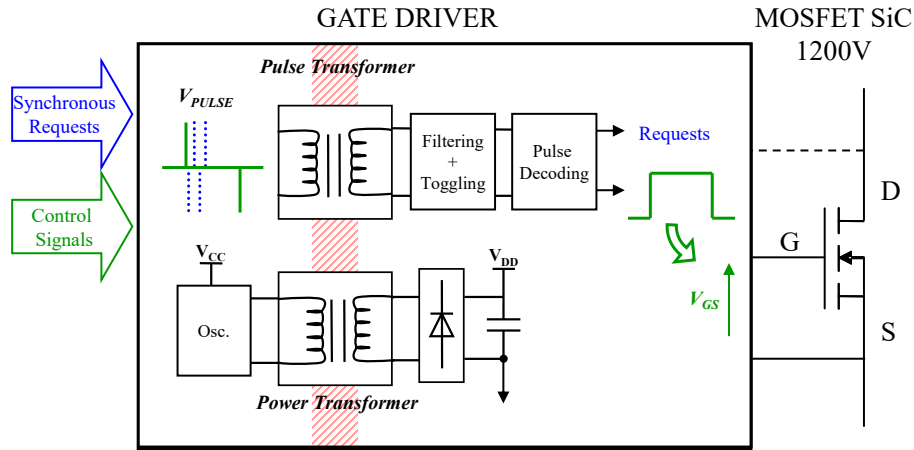 GATE DRIVER
MOSFET SiC
1200V
Pulse Transformer
Synchronous
Requests
V_PULSE
Filtering
+
Toggling
Pulse
Decoding
Requests
Control
Signals
D
G
S
V_CC
V_DD
V_GS
Osc.
Power Transformer